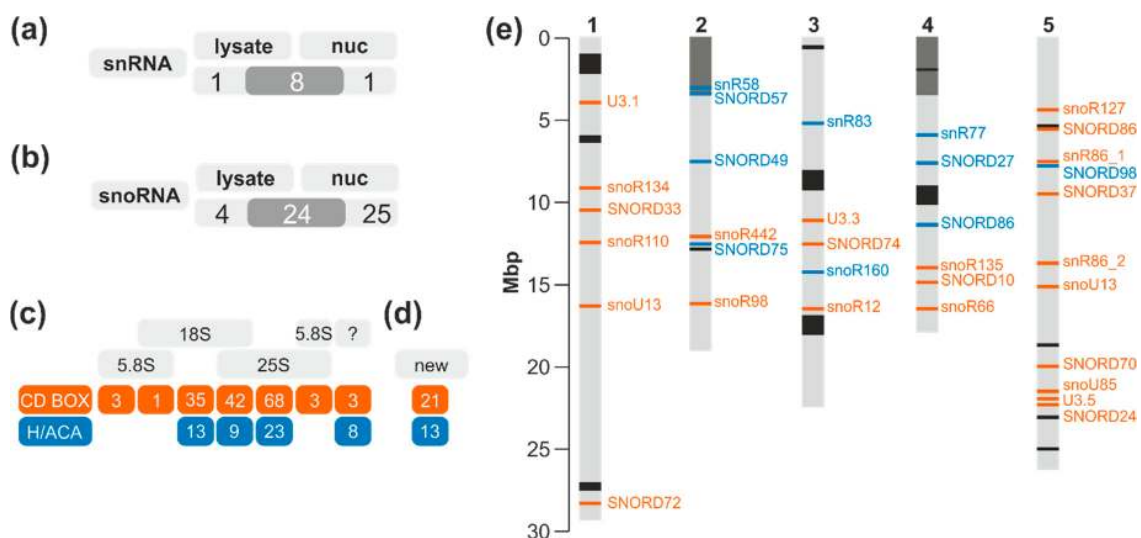 (a)
lysate nuc
snRNA
1 8 1
(b)
lysate nuc
snoRNA
4 24 25
(c)
18S 5.8S ?
5.8S 25S
CD BOX 3 1 35 42 68 3 3
H/ACA 13 9 23 8
(d)
new
21
13
(e)
Mbp
0
5
10
15
20
25
30
1
U3.1
snoR134
SNORD33
snoR110
snoU13
SNORD72
2
snR58
SNORD57
SNORD49
snoR442
SNORD75
snoR98
3
snR83
U3.3
SNORD74
snoR160
snoR12
4
snR77
SNORD27
SNORD86
snoR135
SNORD10
snoR66
5
snoR127
SNORD86
snR86_1
SNORD98
SNORD37
snR86_2
snoU13
SNORD70
snoU85
U3.5
SNORD24